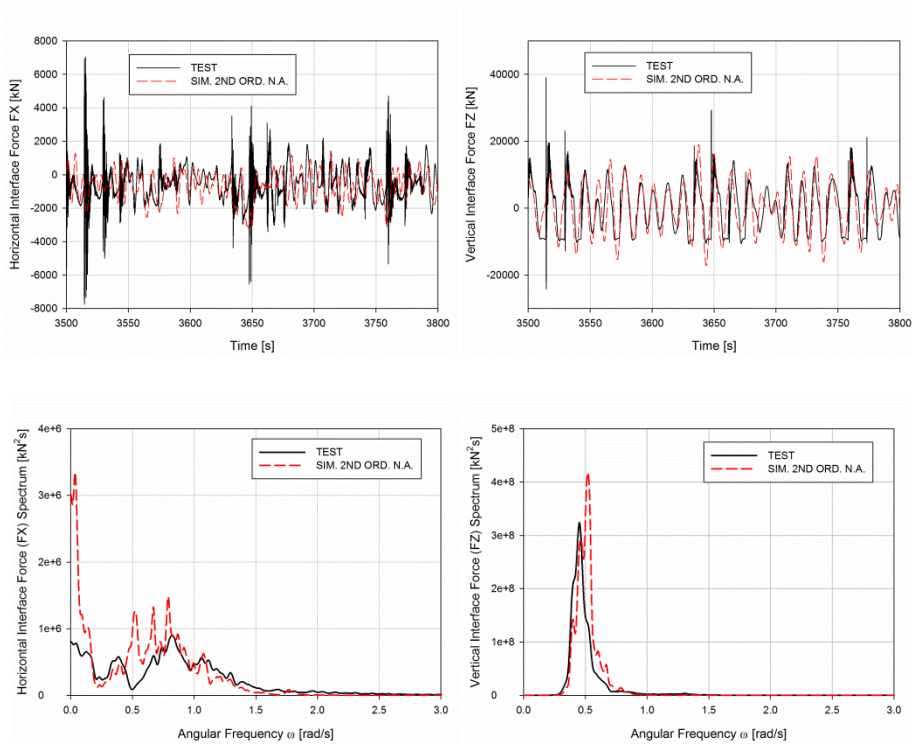 8000
6000
4000
2000
0
-2000
-4000
-6000
-8000
Horizontal Interface Force FX [kN]
TEST
SIM. 2ND ORD. N.A.
3500 3550 3600 3650 3700 3750 3800
Time [s]
40000
20000
0
-20000
Vertical Interface Force FZ [kN]
TEST
SIM. 2ND ORD. N.A.
3500 3550 3600 3650 3700 3750 3800
Time [s]
4e+6
3e+6
2e+6
1e+6
0
Horizontal Interface Force (FX) Spectrum [kN²s]
TEST
SIM. 2ND ORD. N.A.
0.0 0.5 1.0 1.5 2.0 2.5 3.0
Angular Frequency ω [rad/s]
5e+8
4e+8
3e+8
2e+8
1e+8
0
Vertical Interface Force (FZ) Spectrum [kN²s]
TEST
SIM. 2ND ORD. N.A.
0.0 0.5 1.0 1.5 2.0 2.5 3.0
Angular Frequency ω [rad/s]